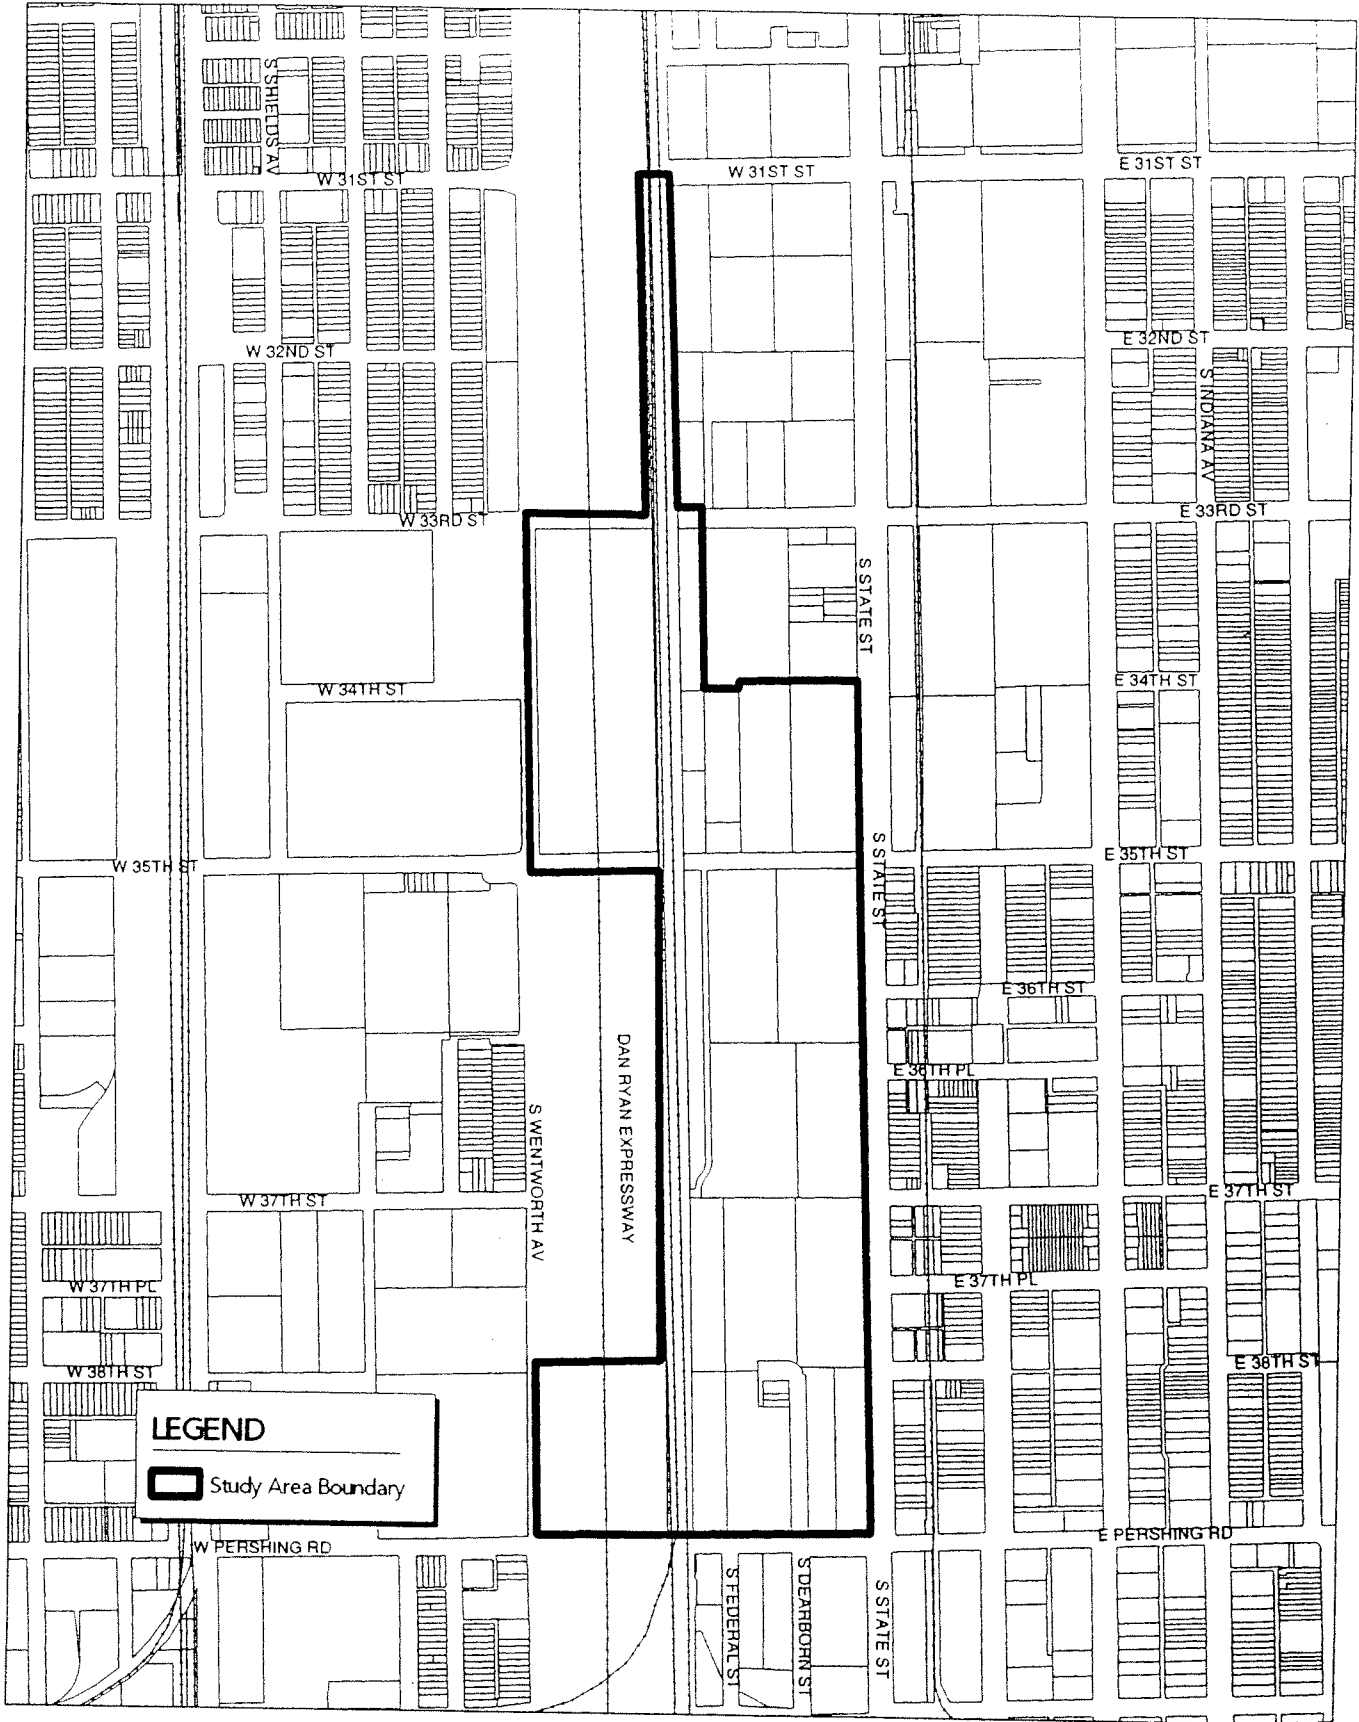 S SHIELDS AV
W 31ST ST
W 31ST ST
E 31ST ST
W 32ND ST
E 32ND ST
S INDIANA AV
W 33RD ST
E 33RD ST
S STATE ST
W 34TH ST
E 34TH ST
W 35TH ST
S STATE ST
E 35TH ST
E 36TH ST
DAN RYAN EXPRESSWAY
E 36TH PL
S WENTWORTH AV
W 37TH ST
E 37TH ST
W 37TH PL
E 37TH PL
W 38TH ST
E 38TH ST
LEGEND
Study Area Boundary
W PERSHING RD
E PERSHING RD
S FEDERAL ST
S DEARBORN ST
S STATE ST